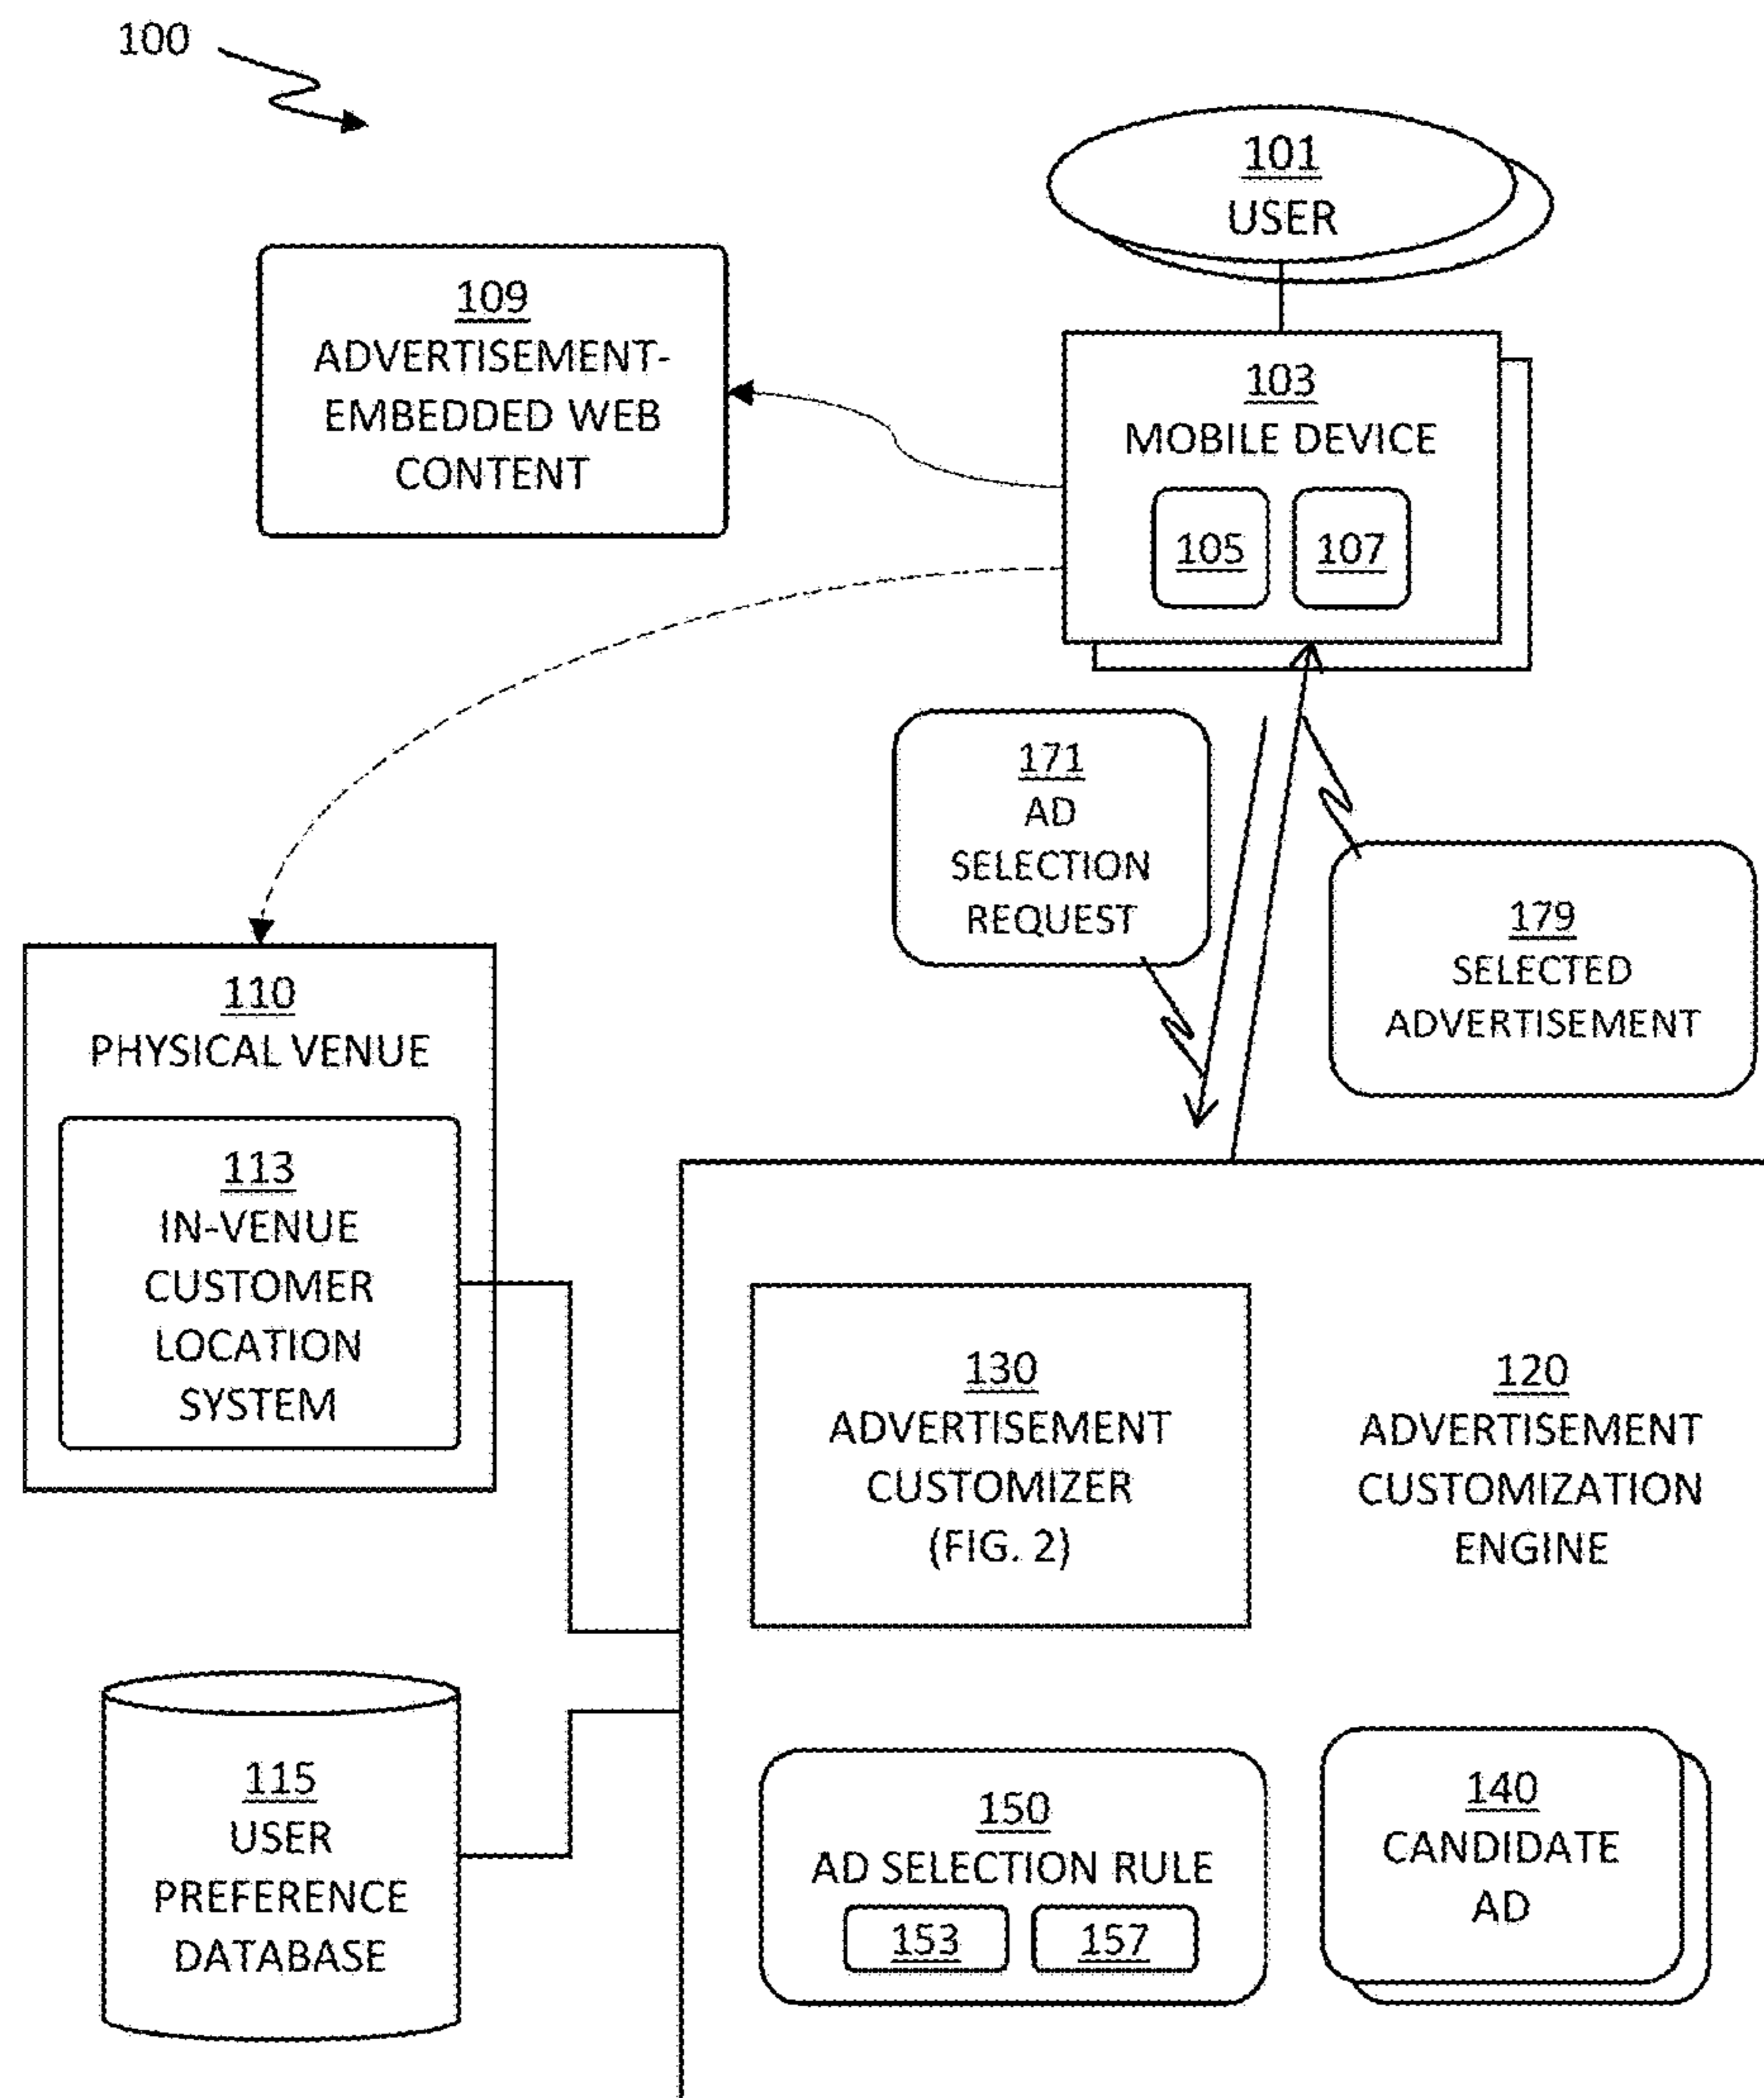 100
101
USER
109
ADVERTISEMENT-
EMBEDDED WEB
CONTENT
103
MOBILE DEVICE
105
107
171
AD
SELECTION
REQUEST
179
SELECTED
ADVERTISEMENT
110
PHYSICAL VENUE
113
IN-VENUE
CUSTOMER
LOCATION
SYSTEM
130
ADVERTISEMENT
CUSTOMIZER
(FIG. 2)
120
ADVERTISEMENT
CUSTOMIZATION
ENGINE
115
USER
PREFERENCE
DATABASE
150
AD SELECTION RULE
153
157
140
CANDIDATE
AD